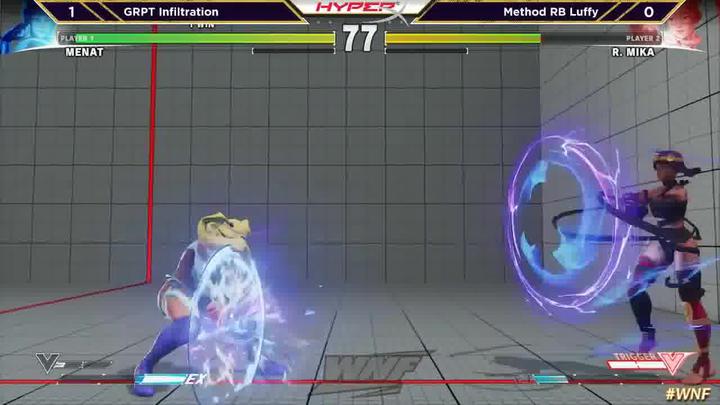 1 GRPT Infiltration HYPER Method RB Luffy 0
1 WIN
PLAYER 1 77 PLAYER 2
MENAT R. MIKA
TRIGGER
EX
WNF
#WNF